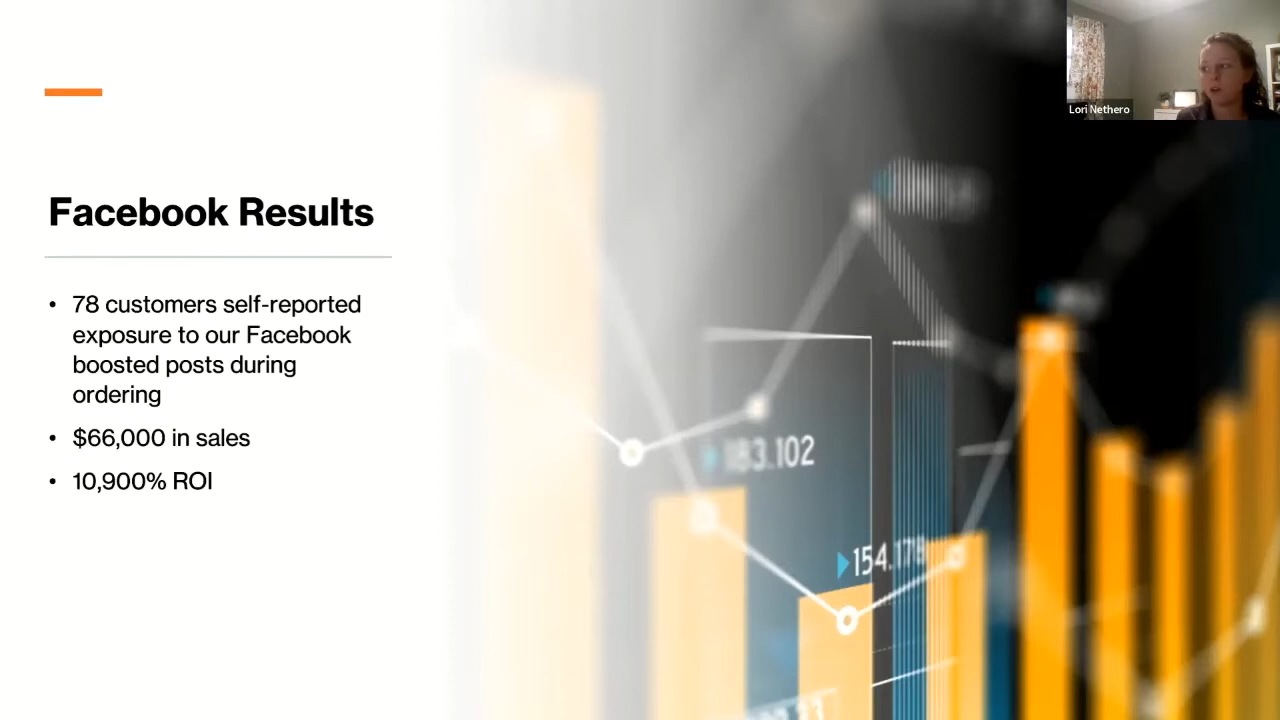 Lori Nethero
Facebook Results
• 78 customers self-reported
exposure to our Facebook
boosted posts during
ordering
• $66,000 in sales
• 10,900% ROI
183.102
154.178